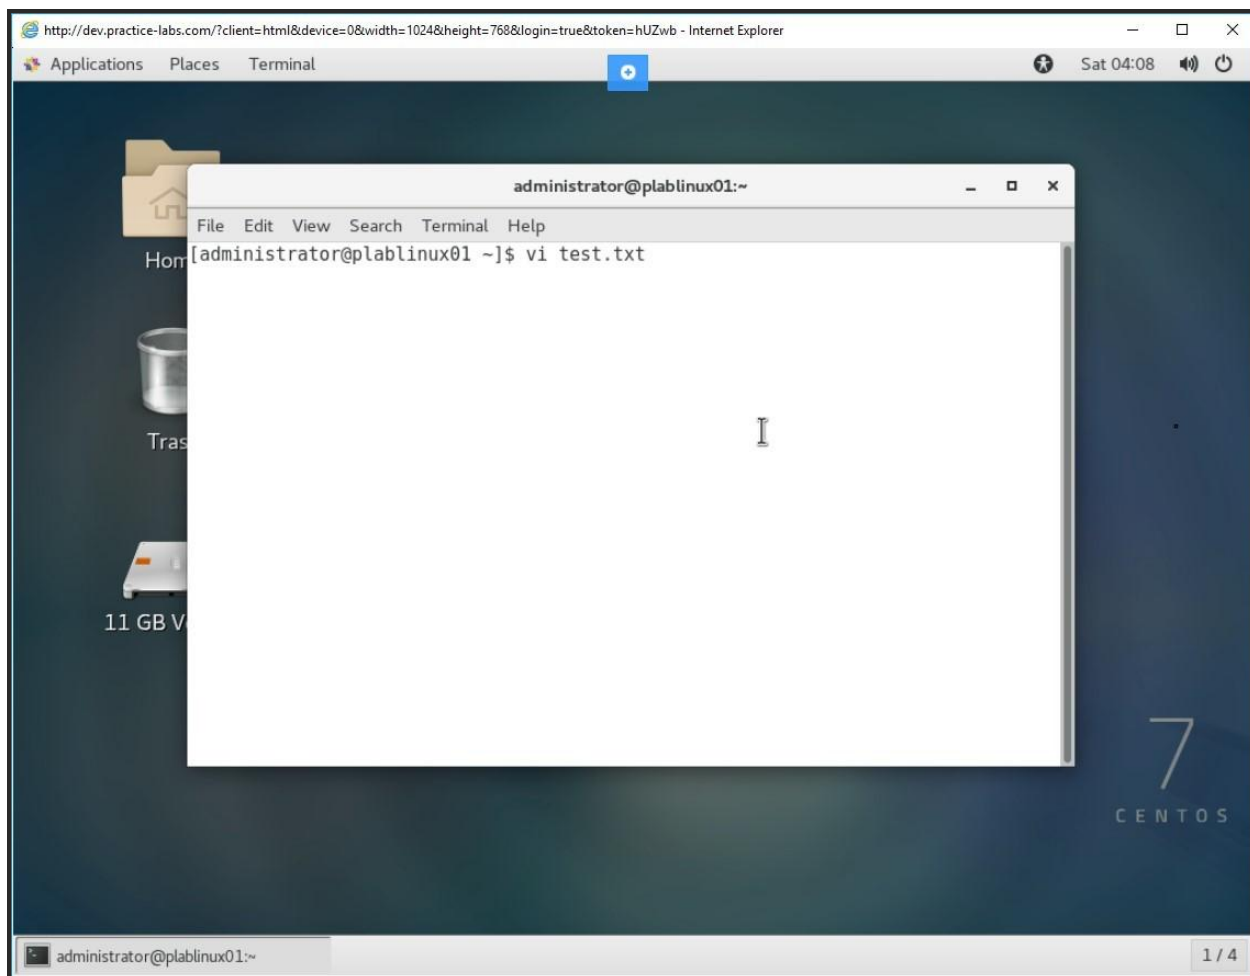 http://dev.practice-labs.com/?client=html&device=0&width=1024&height=768&login=true&token=hUZwb - Internet Explorer
Applications Places Terminal Sat 04:08
administrator@plablinux01:~
File Edit View Search Terminal Help
[administrator@plablinux01 ~]$ vi test.txt
Hom
Tras
11 GB V
7
CENTOS
administrator@plablinux01:~ 1 / 4